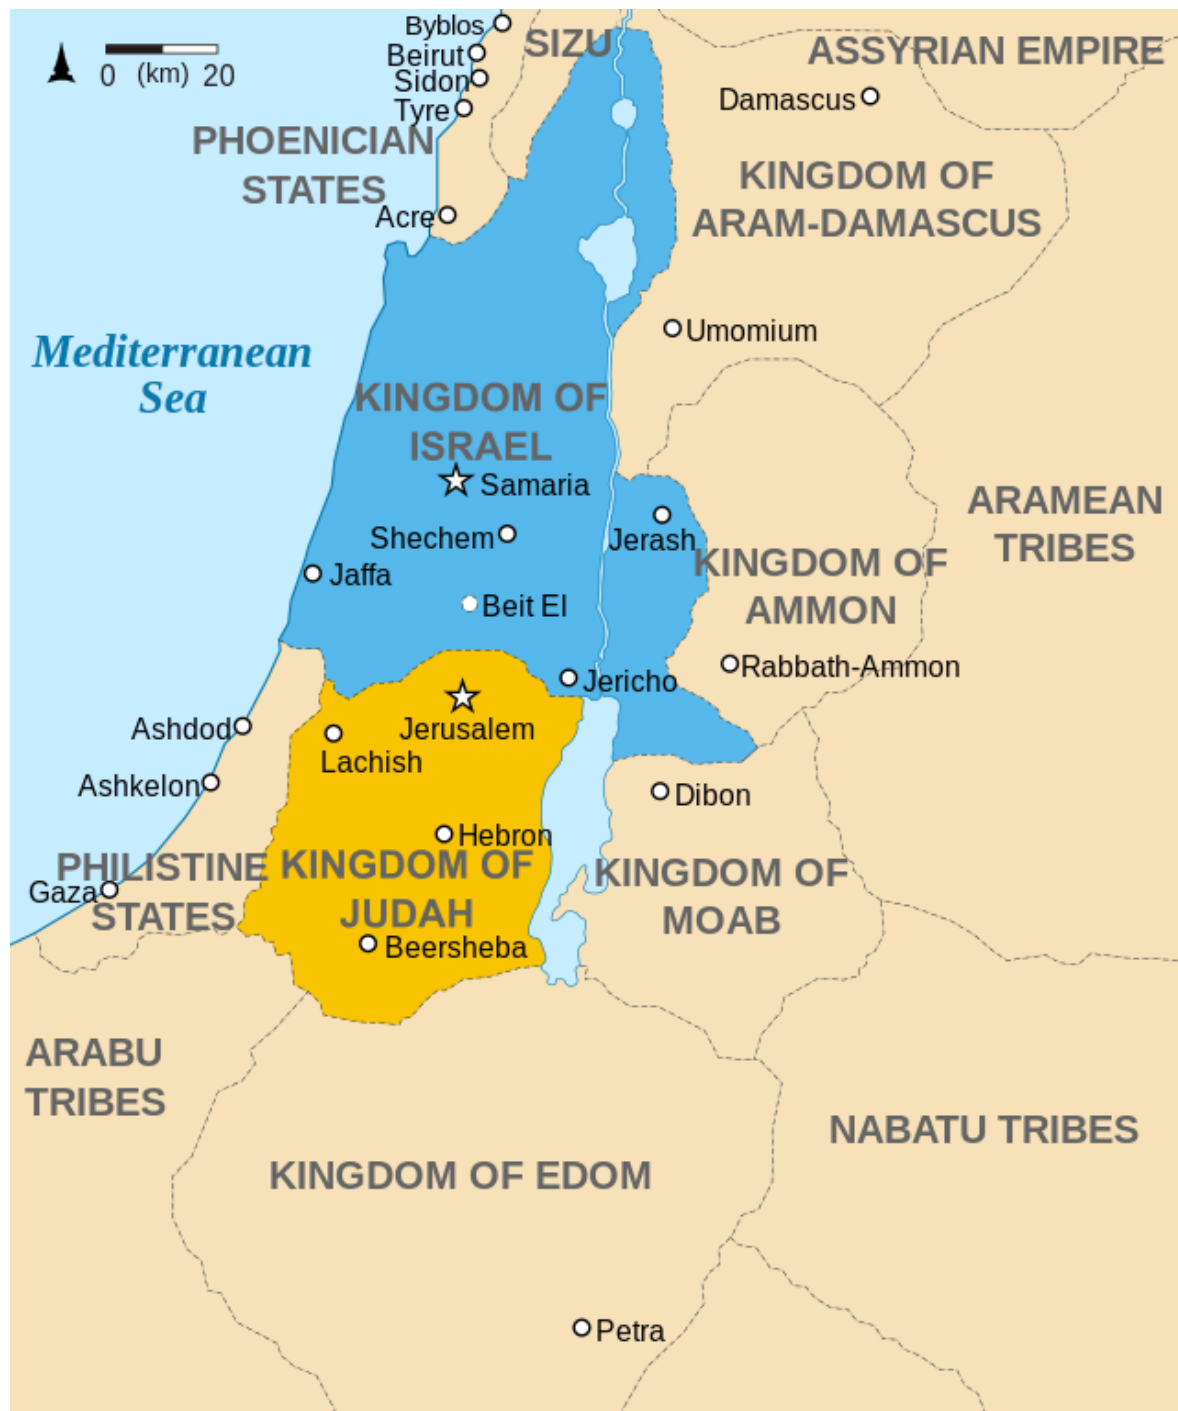 Byblos
SIZU
ASSYRIAN EMPIRE
Beirut
0 (km) 20
Sidon
Damascus
Tyre
PHOENICIAN
STATES
KINGDOM OF
ARAM-DAMASCUS
Acre
Umomium
Mediterranean
Sea
KINGDOM OF
ISRAEL
Samaria
ARAMEAN
TRIBES
Shechem
Jerash
KINGDOM OF
AMMON
Jaffa
Beit El
Rabbath-Ammon
Jericho
Jerusalem
Ashdod
Lachish
Ashkelon
Dibon
Hebron
PHILISTINE
STATES
KINGDOM OF
JUDAH
KINGDOM OF
MOAB
Gaza
Beersheba
ARABU
TRIBES
NABATU TRIBES
KINGDOM OF EDOM
Petra